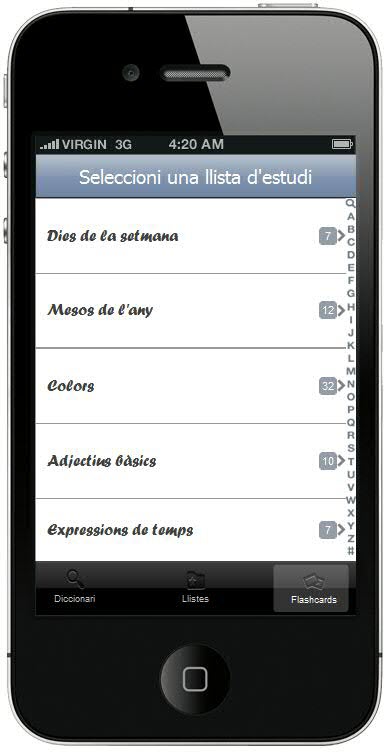 VIRGIN 3G 4:20 AM
Seleccioni una llista d'estudi
Dies de la setmana 7
Mesos de l'any 12
Colors 32
Adjectius bàsics 10
Expressions de temps 7
A
B
C
D
E
F
G
H
I
J
K
L
M
N
O
P
Q
R
S
T
U
V
W
X
Y
Z
#
Diccionari Llistes Flashcards